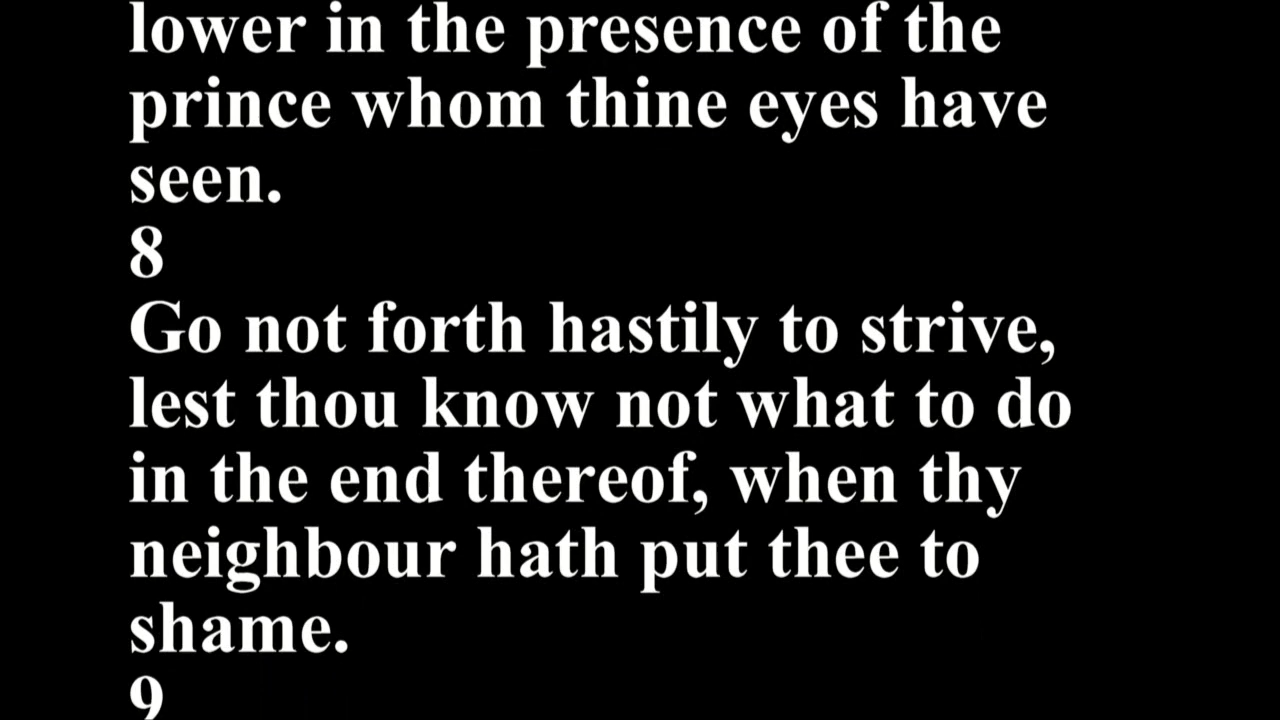 lower in the presence of the
prince whom thine eyes have
seen.
8
Go not forth hastily to strive,
lest thou know not what to do
in the end thereof, when thy
neighbour hath put thee to
shame.
9